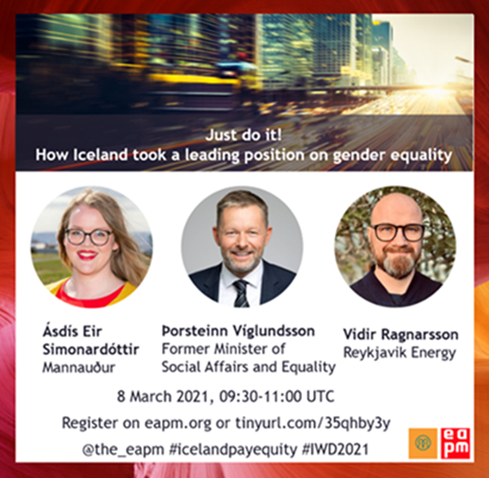 Just do it!
How Iceland took a leading position on gender equality
Ásdís Eir
Simonardóttir
Mannauður
Þorsteinn Víglundsson
Former Minister of
Social Affairs and Equality
Vidir Ragnarsson
Reykjavik Energy
8 March 2021, 09:30-11:00 UTC
Register on eapm.org or tinyurl.com/35qhby3y
@the_eapm #icelandpayequity #IWD2021
ea
pm